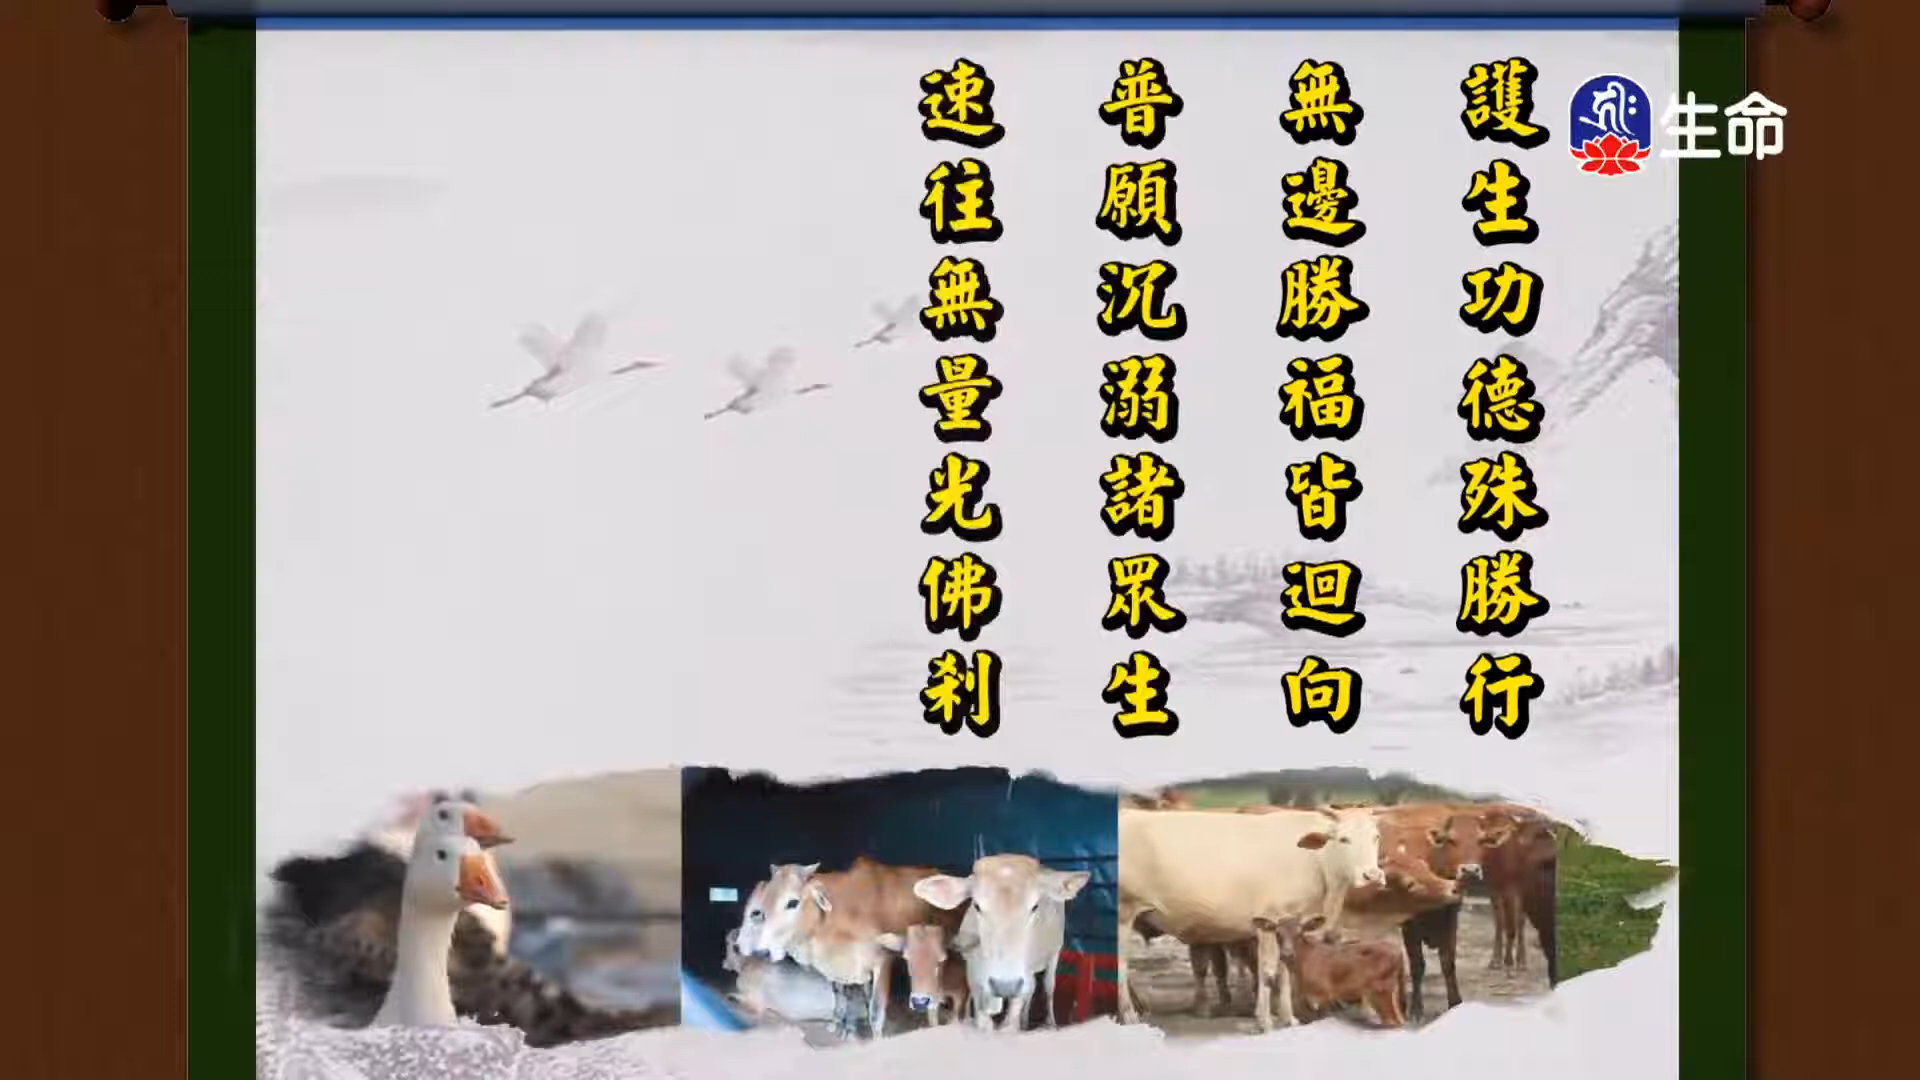 護生功德殊勝行
無邊勝福皆迴向
普願沉溺諸眾生
速往無量光佛剎
生命